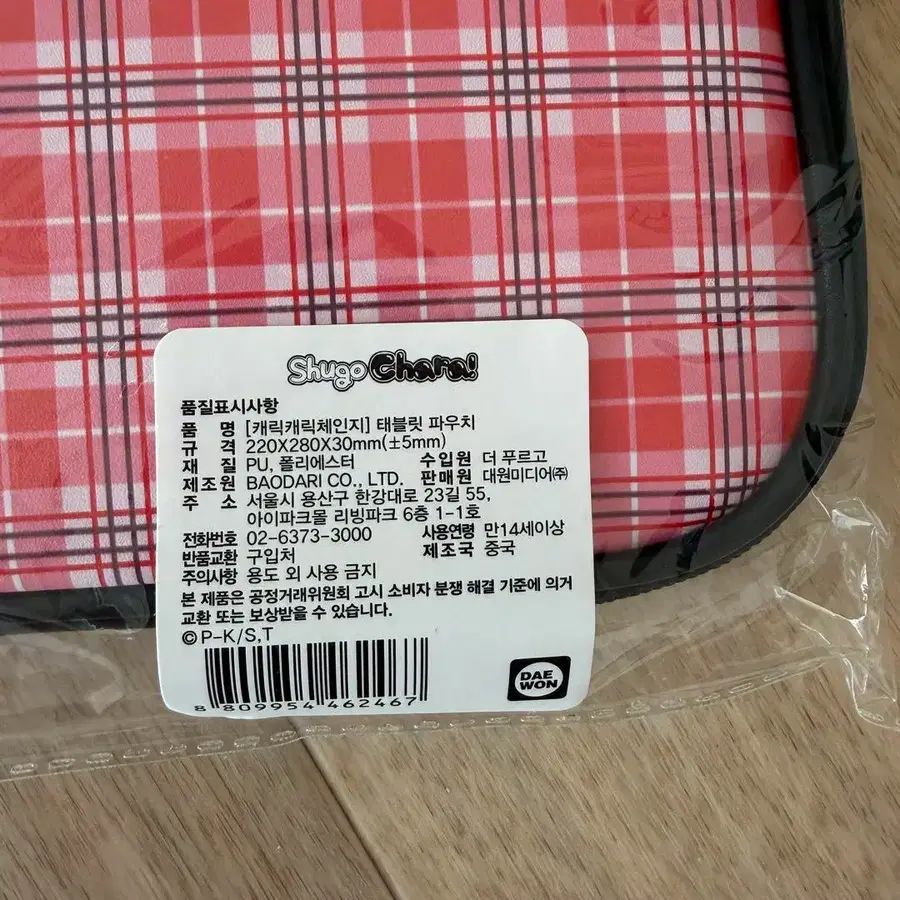 Shugo Chara!
품질표시사항
품 명 [캐릭캐릭체인지] 태블릿 파우치
규 격 220X280X30mm(±5mm)
재 질 PU, 폴리에스터 수입원 더 푸르고
제조원 BAODARI CO., LTD. 판매원 대원미디어㈜
주 소 서울시 용산구 한강대로 23길 55,
아이파크몰 리빙파크 6층 1-1호
전화번호 02-6373-3000 사용연령 만14세이상
반품교환 구입처 제조국 중국
주의사항 용도 외 사용 금지
본 제품은 공정거래위원회 고시 소비자 분쟁 해결 기준에 의거
교환 또는 보상받을 수 있습니다.
©P-K/S,T
8 809954 462467
DAE
WON